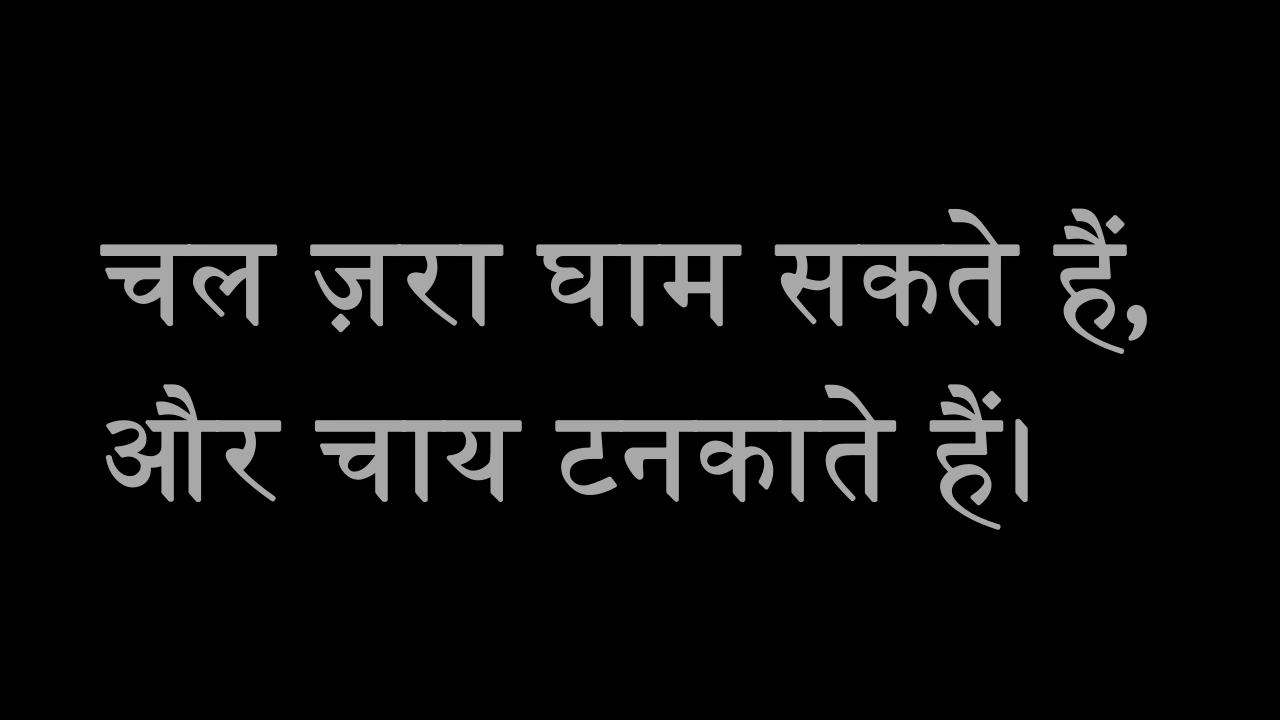 चल ज़रा घाम सकते हैं,
और चाय टनकाते हैं।